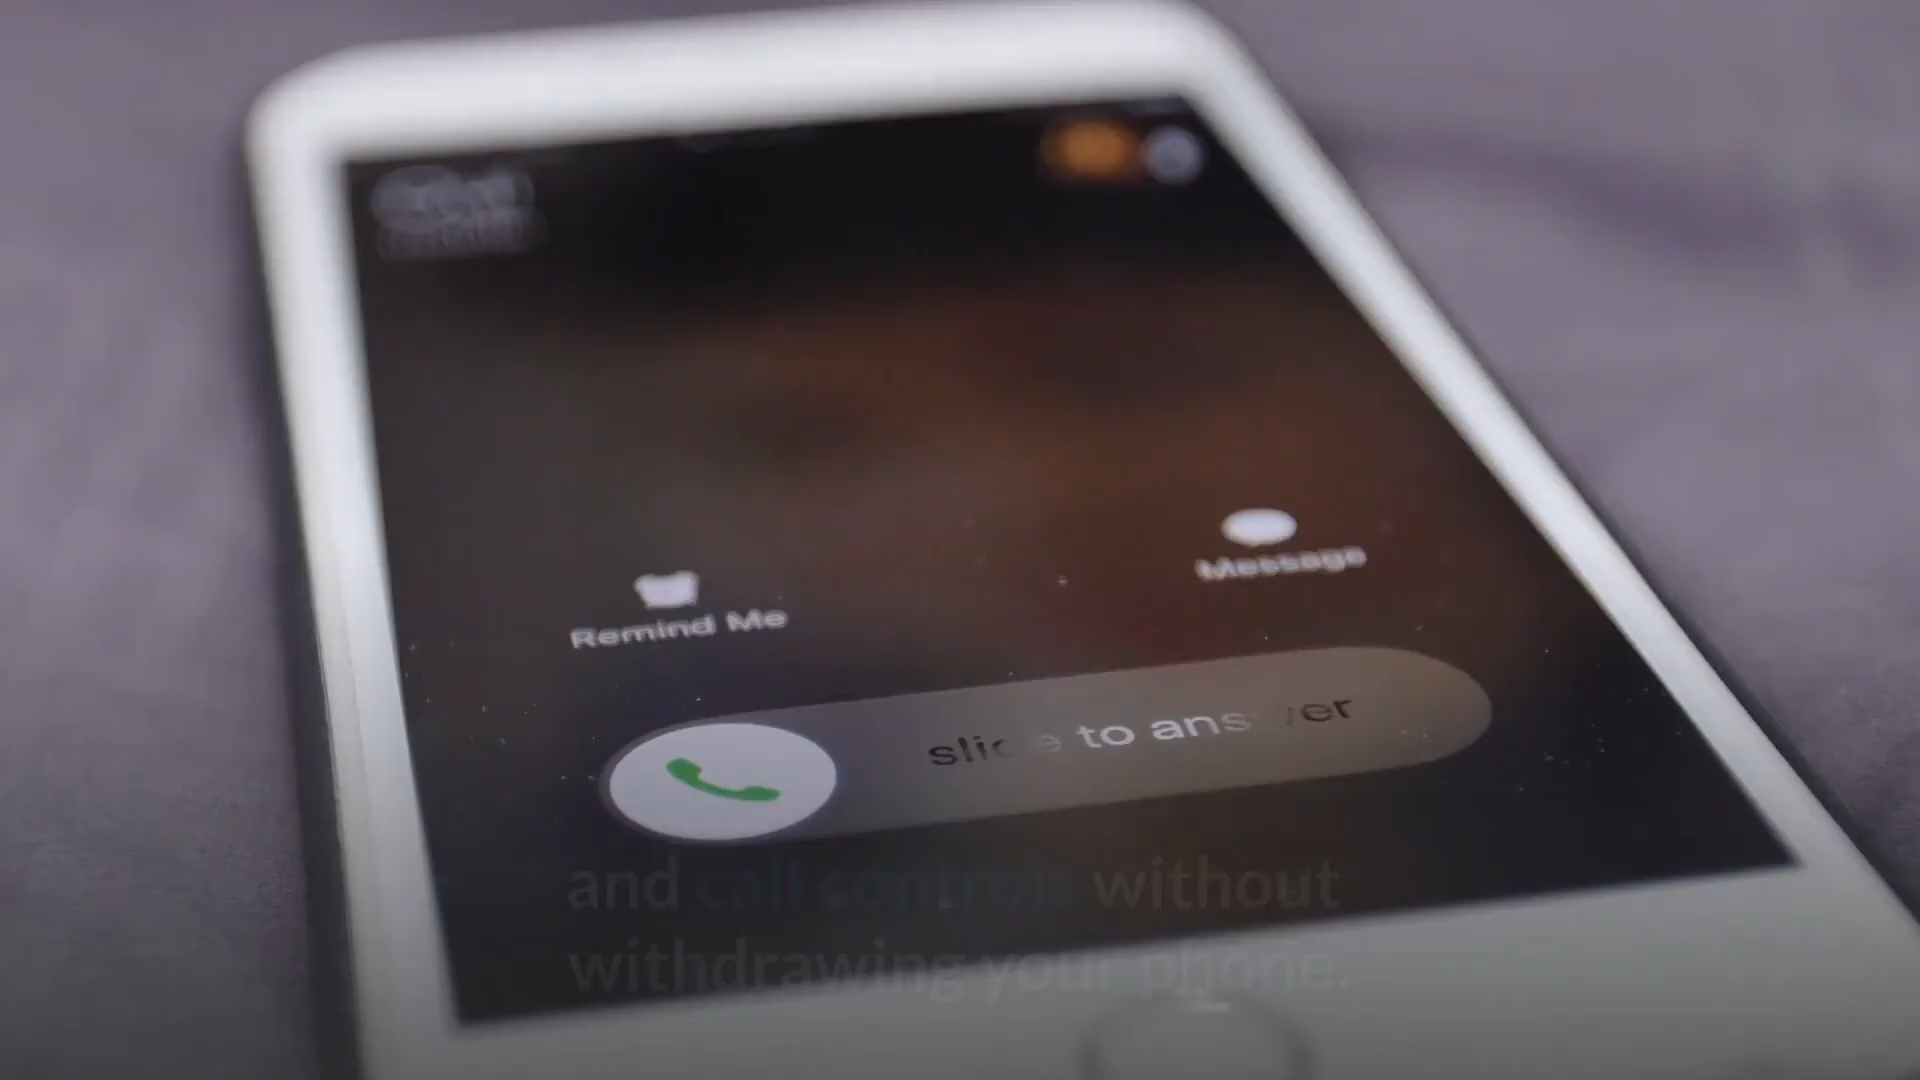 Message
Remind Me
slide to answer
and call controls without
withdrawing your phone.